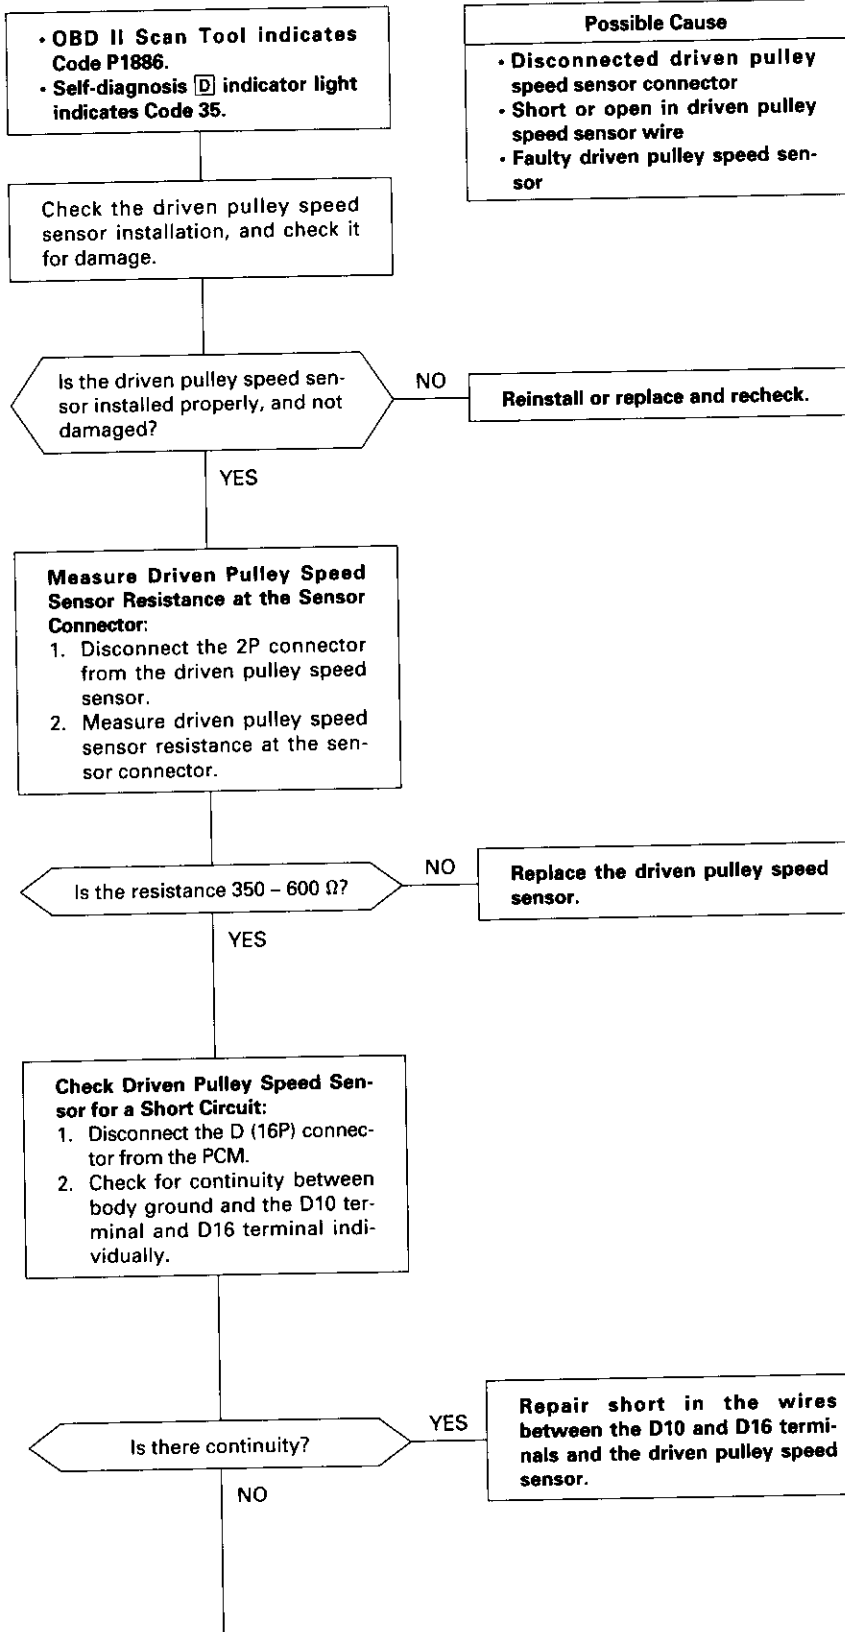 • OBD II Scan Tool indicates
Code P1886.
• Self-diagnosis D indicator light
indicates Code 35.
Possible Cause
• Disconnected driven pulley
speed sensor connector
• Short or open in driven pulley
speed sensor wire
• Faulty driven pulley speed sen-
sor
Check the driven pulley speed
sensor installation, and check it
for damage.
Is the driven pulley speed sen-
sor installed properly, and not
damaged?
NO
Reinstall or replace and recheck.
YES
Measure Driven Pulley Speed
Sensor Resistance at the Sensor
Connector:
1. Disconnect the 2P connector
from the driven pulley speed
sensor.
2. Measure driven pulley speed
sensor resistance at the sen-
sor connector.
Is the resistance 350 – 600 Ω?
NO
Replace the driven pulley speed
sensor.
YES
Check Driven Pulley Speed Sen-
sor for a Short Circuit:
1. Disconnect the D (16P) connec-
tor from the PCM.
2. Check for continuity between
body ground and the D10 ter-
minal and D16 terminal indi-
vidually.
Is there continuity?
YES
Repair short in the wires
between the D10 and D16 termi-
nals and the driven pulley speed
sensor.
NO